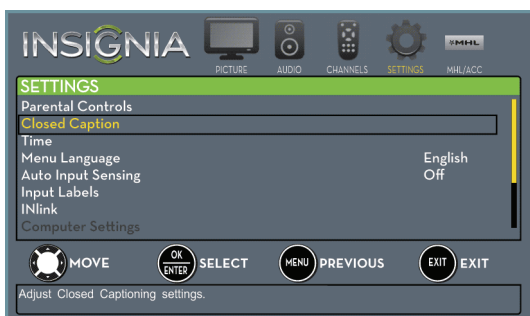 INSIGNIA
MHL
PICTURE AUDIO CHANNELS SETTINGS MHL/ACC
SETTINGS
Parental Controls
Closed Caption
Time
Menu Language English
Auto Input Sensing Off
Input Labels
INlink
Computer Settings
MOVE OK ENTER SELECT MENU PREVIOUS EXIT EXIT
Adjust Closed Captioning settings.